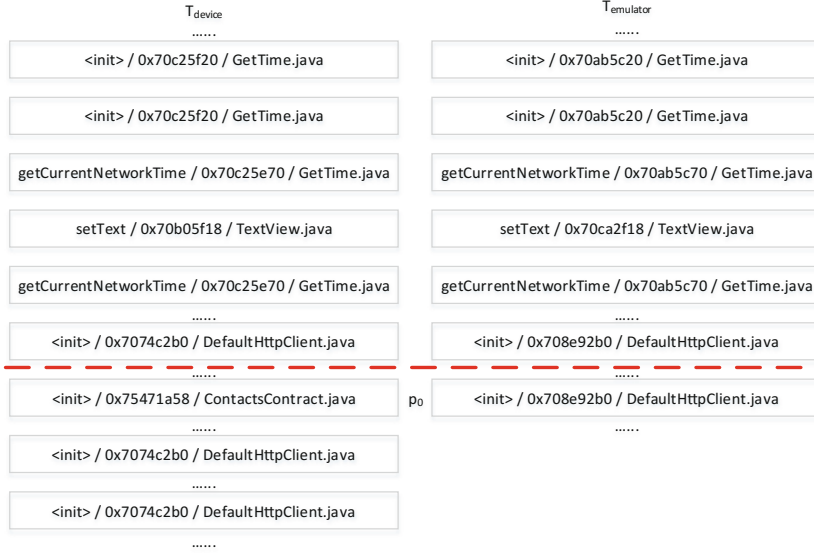 T_device
......
<init> / 0x70c25f20 / GetTime.java
<init> / 0x70c25f20 / GetTime.java
getCurrentNetworkTime / 0x70c25e70 / GetTime.java
setText / 0x70b05f18 / TextView.java
getCurrentNetworkTime / 0x70c25e70 / GetTime.java
......
<init> / 0x7074c2b0 / DefaultHttpClient.java
......
<init> / 0x75471a58 / ContactsContract.java
......
<init> / 0x7074c2b0 / DefaultHttpClient.java
......
<init> / 0x7074c2b0 / DefaultHttpClient.java
......
p0
T_emulator
......
<init> / 0x70ab5c20 / GetTime.java
<init> / 0x70ab5c20 / GetTime.java
getCurrentNetworkTime / 0x70ab5c70 / GetTime.java
setText / 0x70ca2f18 / TextView.java
getCurrentNetworkTime / 0x70ab5c70 / GetTime.java
......
<init> / 0x708e92b0 / DefaultHttpClient.java
......
<init> / 0x708e92b0 / DefaultHttpClient.java
......